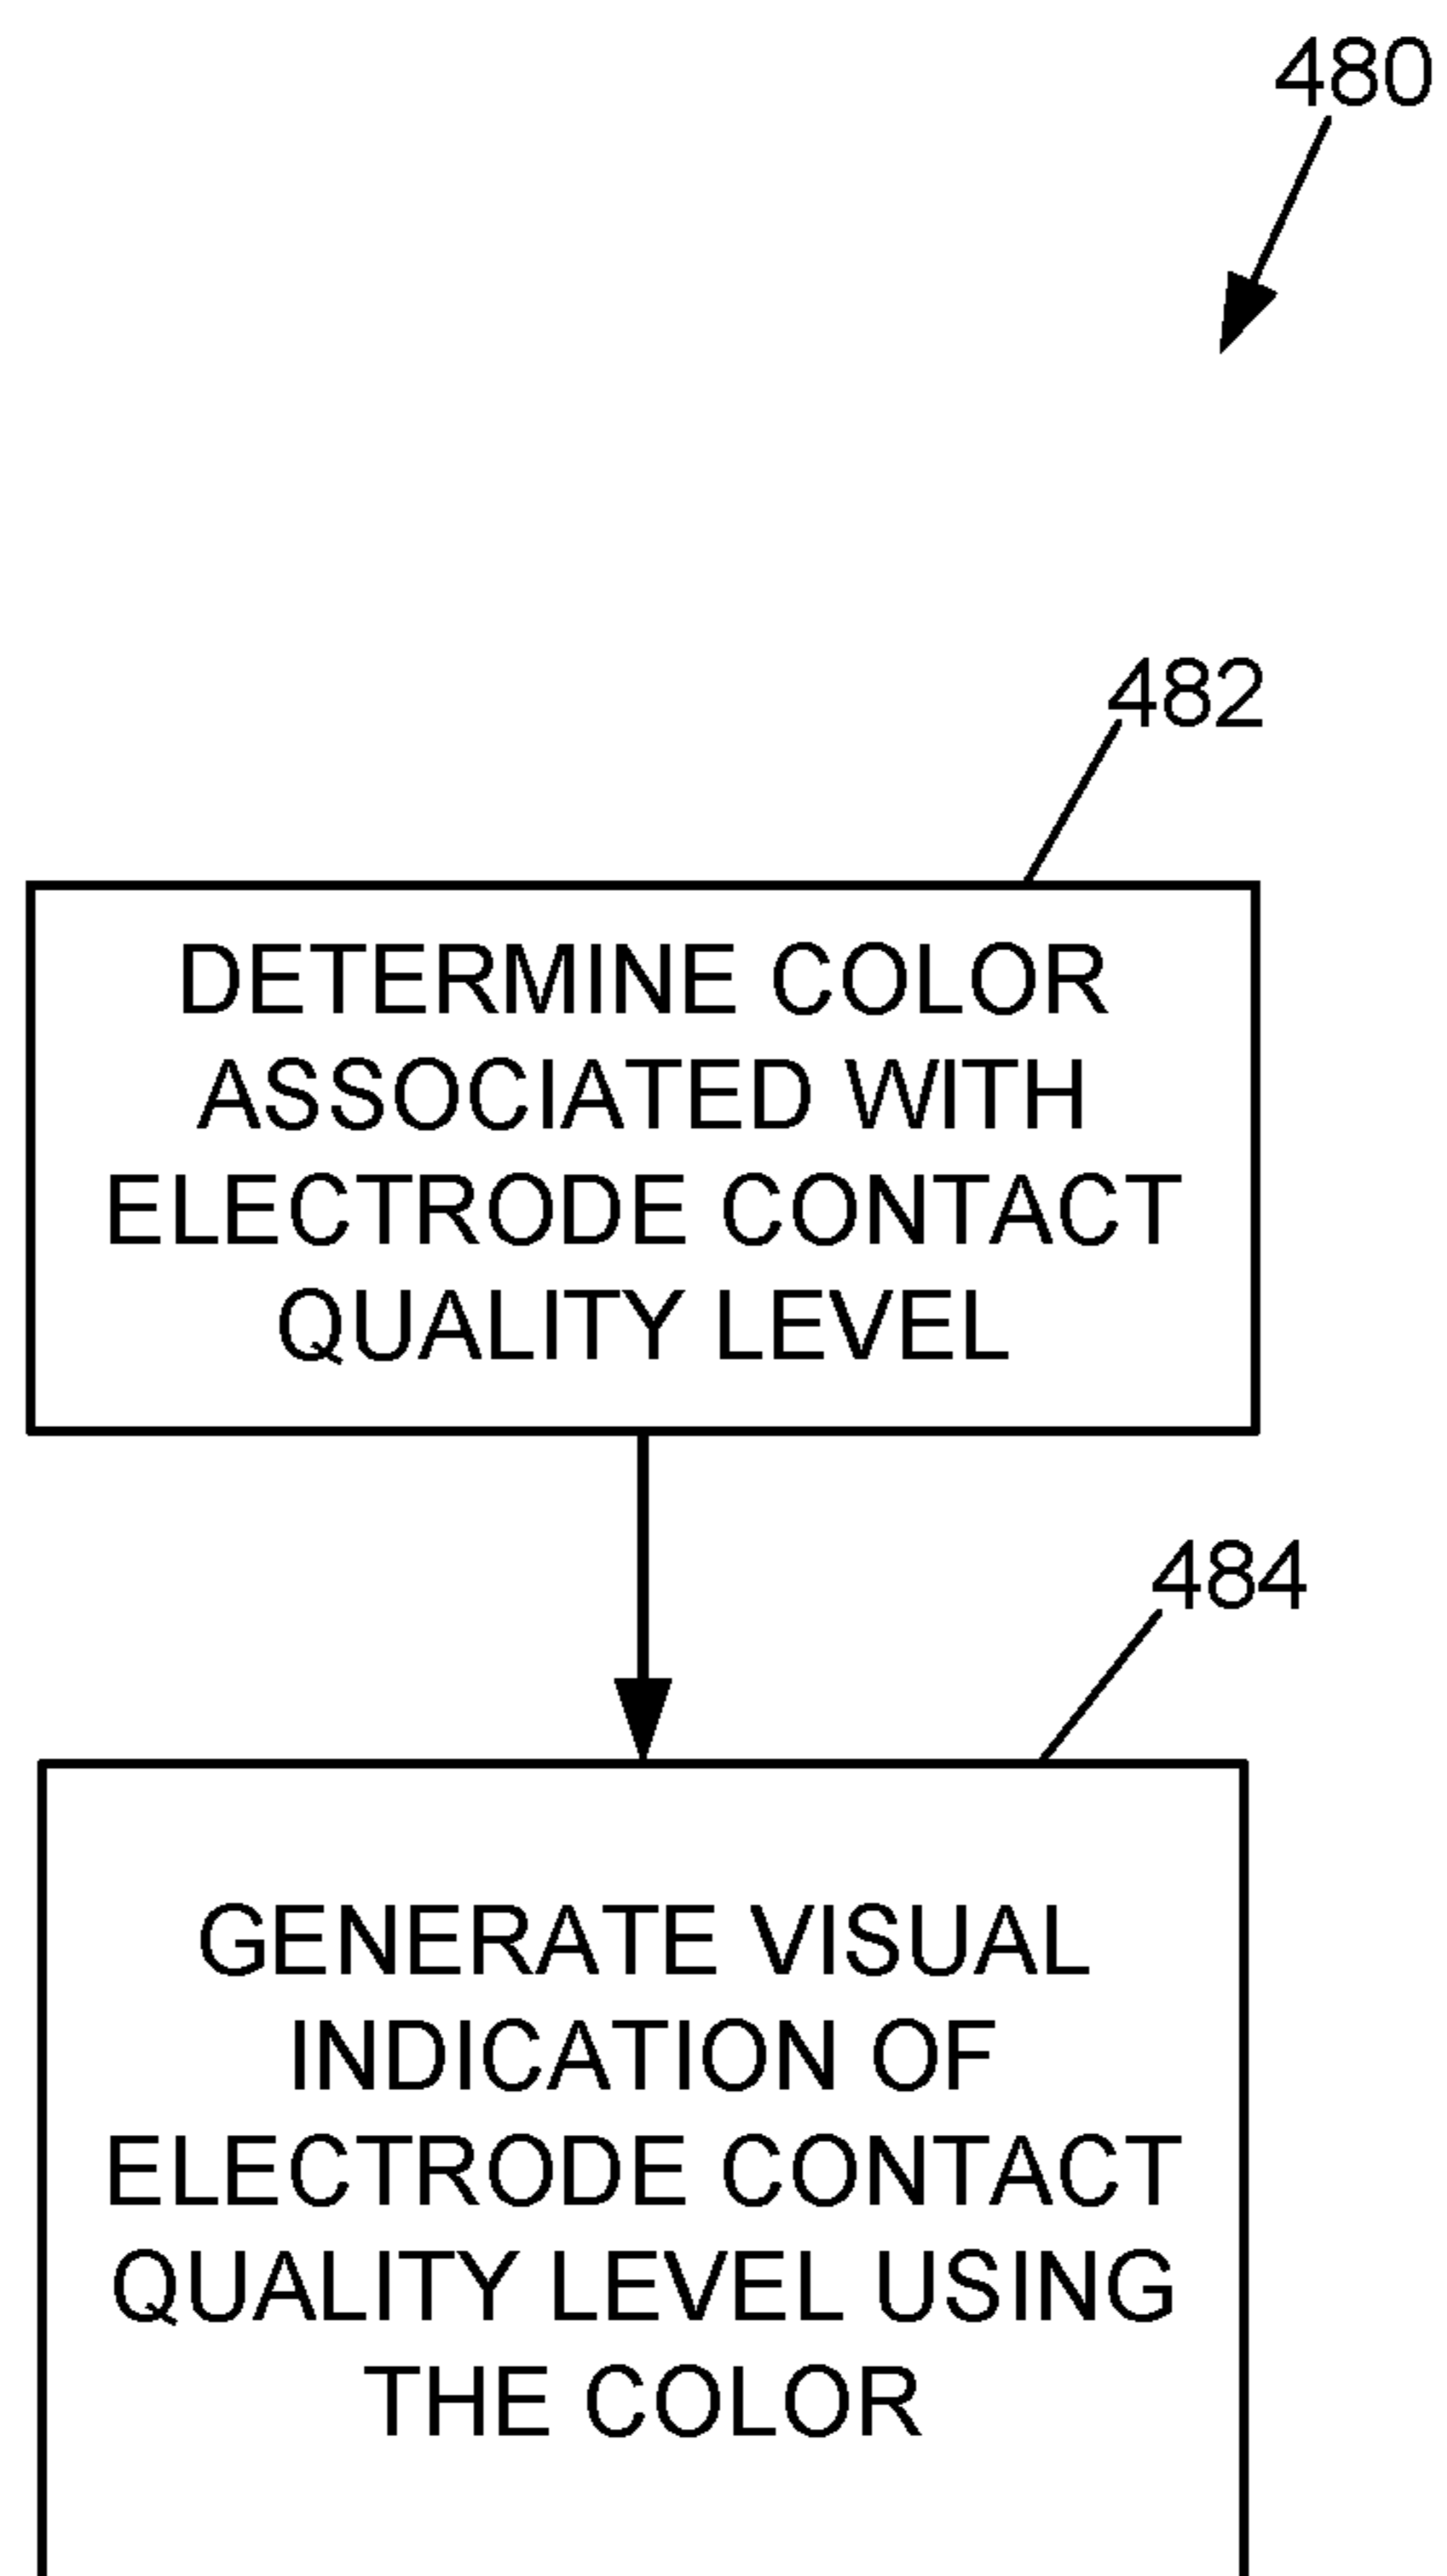 480
482
DETERMINE COLOR
ASSOCIATED WITH
ELECTRODE CONTACT
QUALITY LEVEL
484
GENERATE VISUAL
INDICATION OF
ELECTRODE CONTACT
QUALITY LEVEL USING
THE COLOR